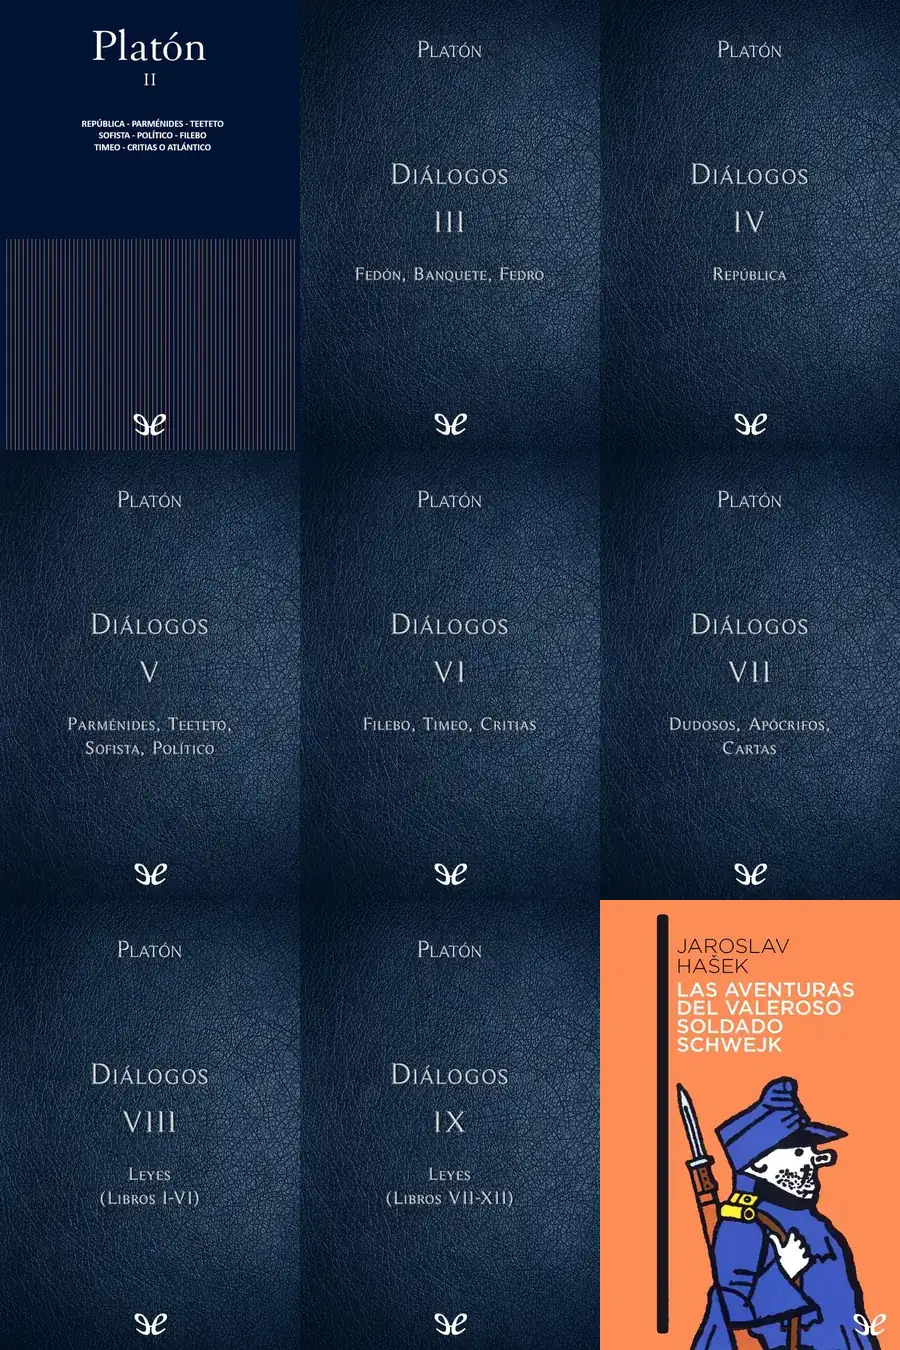 Platón
II
REPÚBLICA - PARMÉNIDES - TEETETO
SOFISTA - POLÍTICO - FILEBO
TIMEO - CRITIAS O ATLÁNTICO
Platón
Diálogos
III
Fedón, Banquete, Fedro
Platón
Diálogos
IV
República
Platón
Diálogos
V
Parménides, Teeteto,
Sofista, Político
Platón
Diálogos
VI
Filebo, Timeo, Critias
Platón
Diálogos
VII
Dudosos, Apócrifos,
Cartas
Platón
Diálogos
VIII
Leyes
(Libros I-VI)
Platón
Diálogos
IX
Leyes
(Libros VII-XII)
JAROSLAV
HAŠEK
LAS AVENTURAS
DEL VALEROSO
SOLDADO
SCHWEJK